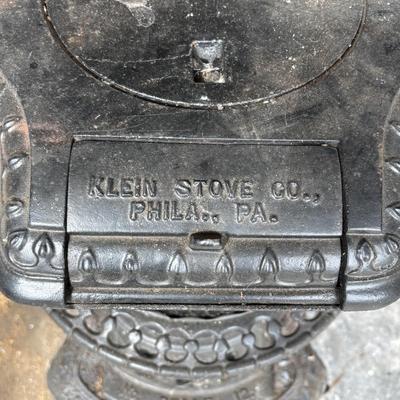 KLEIN STOVE CO.,
PHILA., PA.